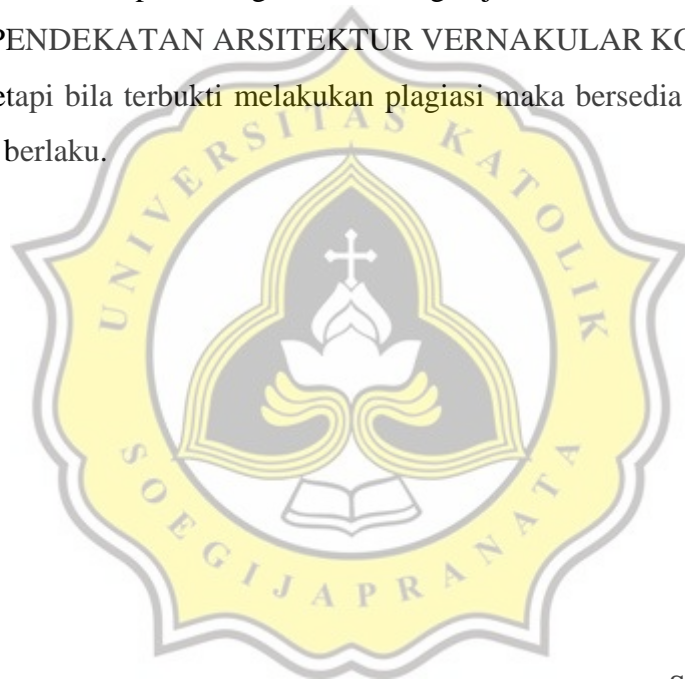 PENDEKATAN ARSITEKTUR VERNAKULAR
etapi bila terbukti melakukan plagiasi maka bersedia
berlaku.
UNIVERSITAS KATOLIK
SOEGIJAPRANATA